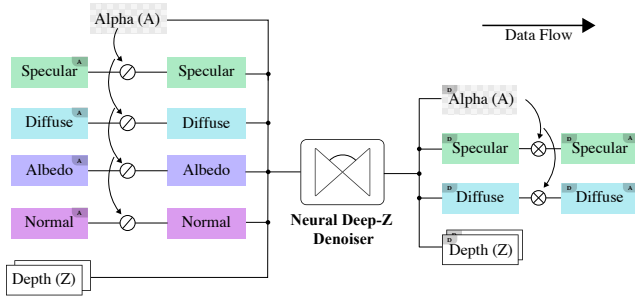 Alpha (A)
Data Flow
A
Specular
Specular
A
Diffuse
Diffuse
A
Albedo
Albedo
A
Normal
Normal
Depth (Z)
Neural Deep-Z
Denoiser
D
Alpha (A)
D
Specular
D
A
Specular
D
Diffuse
D
A
Diffuse
D
Depth (Z)